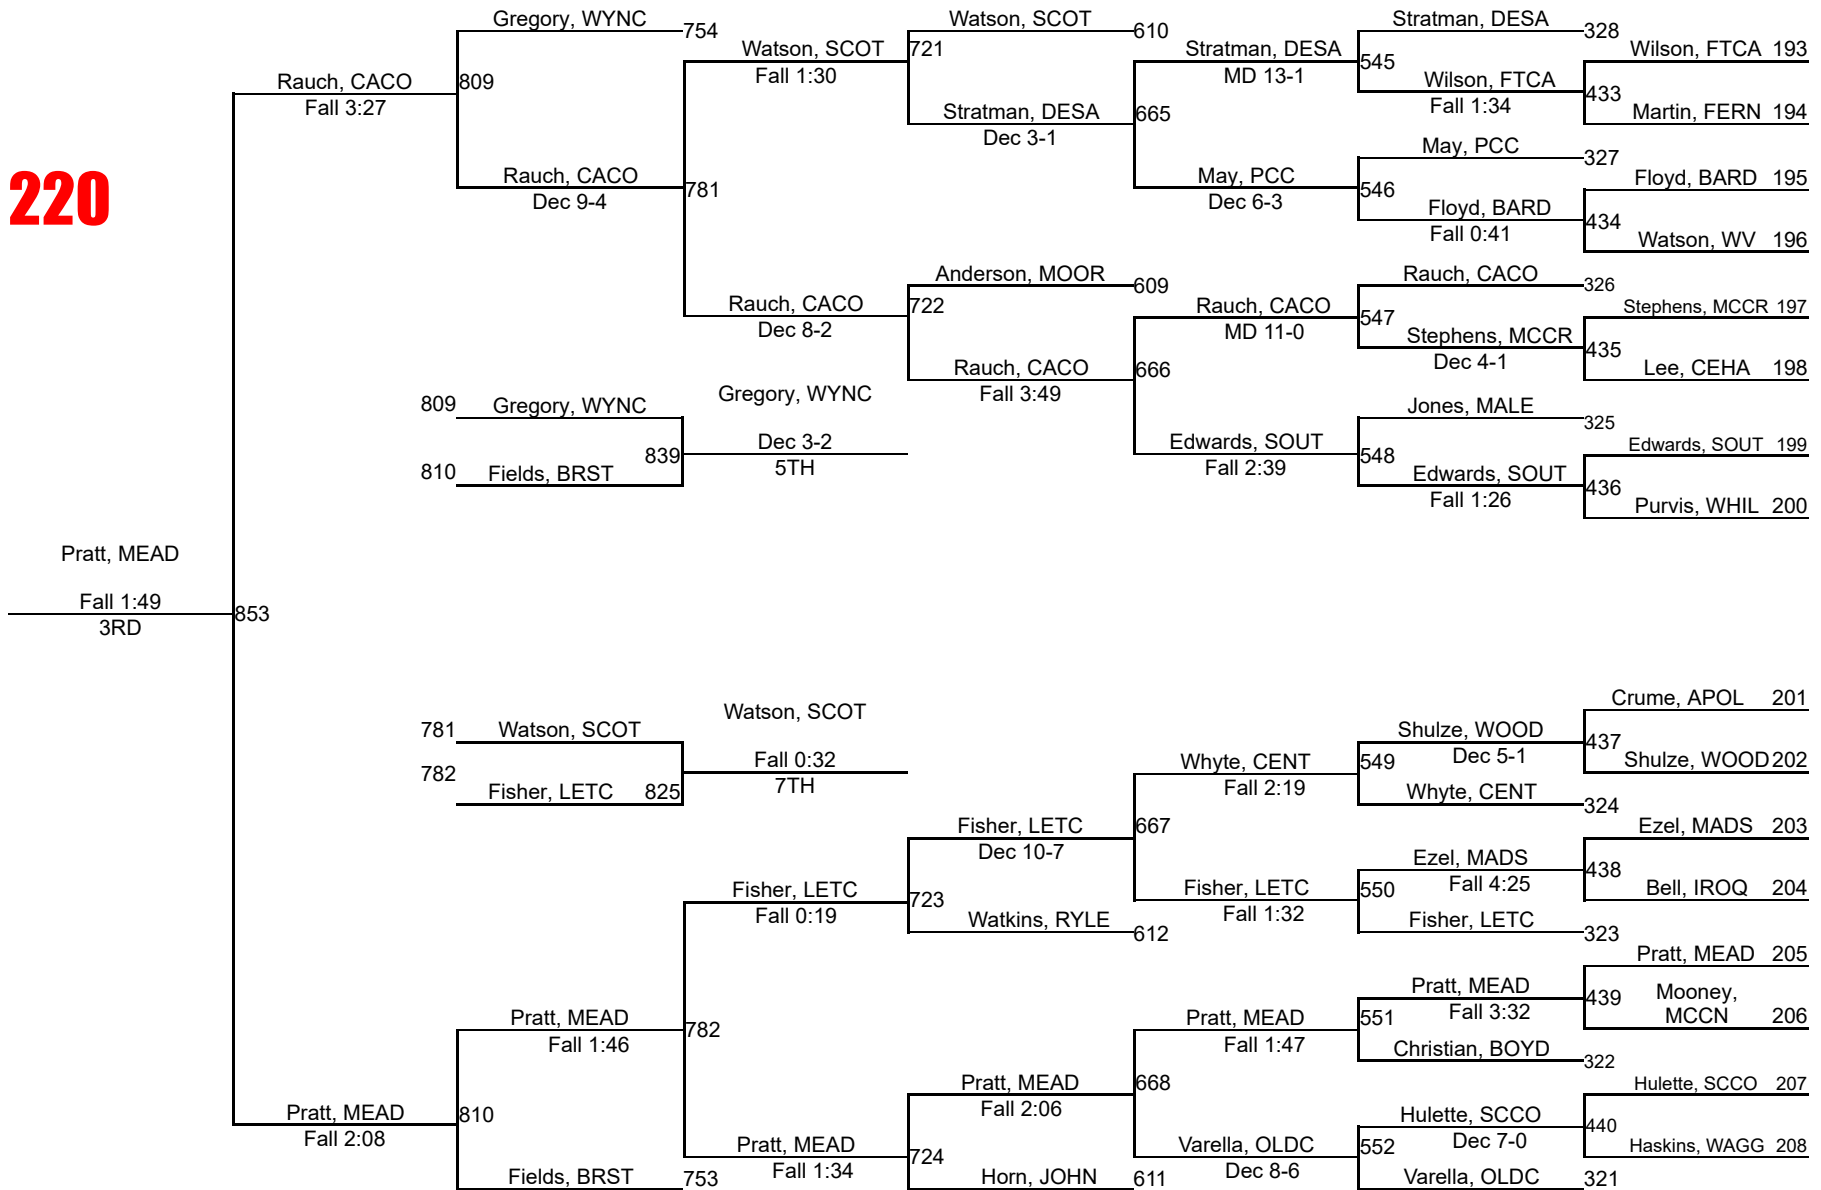 220
Gregory, WYNC
754
Rauch, CACO
Fall 3:27
809
Rauch, CACO
Dec 9-4
Watson, SCOT
Fall 1:30
781
Rauch, CACO
Dec 8-2
Watson, SCOT
610
721
Stratman, DESA
Dec 3-1
Stratman, DESA
MD 13-1
665
May, PCC
Dec 6-3
Stratman, DESA
328
545
Wilson, FTCA
Fall 1:34
Wilson, FTCA 193
433
Martin, FERN 194
May, PCC
327
546
Floyd, BARD
Fall 0:41
Floyd, BARD 195
434
Watson, WV 196
Anderson, MOOR
609
722
Rauch, CACO
Fall 3:49
Rauch, CACO
MD 11-0
666
Edwards, SOUT
Fall 2:39
Rauch, CACO
326
547
Stephens, MCCR
Dec 4-1
Stephens, MCCR 197
435
Lee, CEHA 198
Jones, MALE
325
548
Edwards, SOUT
Fall 1:26
Edwards, SOUT 199
436
Purvis, WHIL 200
809 Gregory, WYNC
839
810 Fields, BRST
Gregory, WYNC
Dec 3-2
5TH
Pratt, MEAD
Fall 1:49
3RD
853
781 Watson, SCOT
782
Fisher, LETC 825
Watson, SCOT
Fall 0:32
7TH
Whyte, CENT
Fall 2:19
549
Shulze, WOOD
Dec 5-1
Whyte, CENT
324
Crume, APOL 201
437
Shulze, WOOD 202
Fisher, LETC
Dec 10-7
667
Fisher, LETC
Fall 1:32
550
Ezel, MADS
Fall 4:25
Fisher, LETC
323
Ezel, MADS 203
438
Bell, IROQ 204
Fisher, LETC
Fall 0:19
723
Watkins, RYLE
612
Pratt, MEAD
Fall 1:46
782
Pratt, MEAD
Fall 1:47
551
Pratt, MEAD
Fall 3:32
Christian, BOYD
322
Pratt, MEAD 205
439
Mooney,
MCCN 206
Pratt, MEAD
Fall 2:08
810
Fields, BRST
753
Pratt, MEAD
Fall 1:34
724
Pratt, MEAD
Fall 2:06
668
Horn, JOHN
611
Varella, OLDC
Dec 8-6
552
Hulette, SCCO
Dec 7-0
Varella, OLDC
321
Hulette, SCCO 207
440
Haskins, WAGG 208